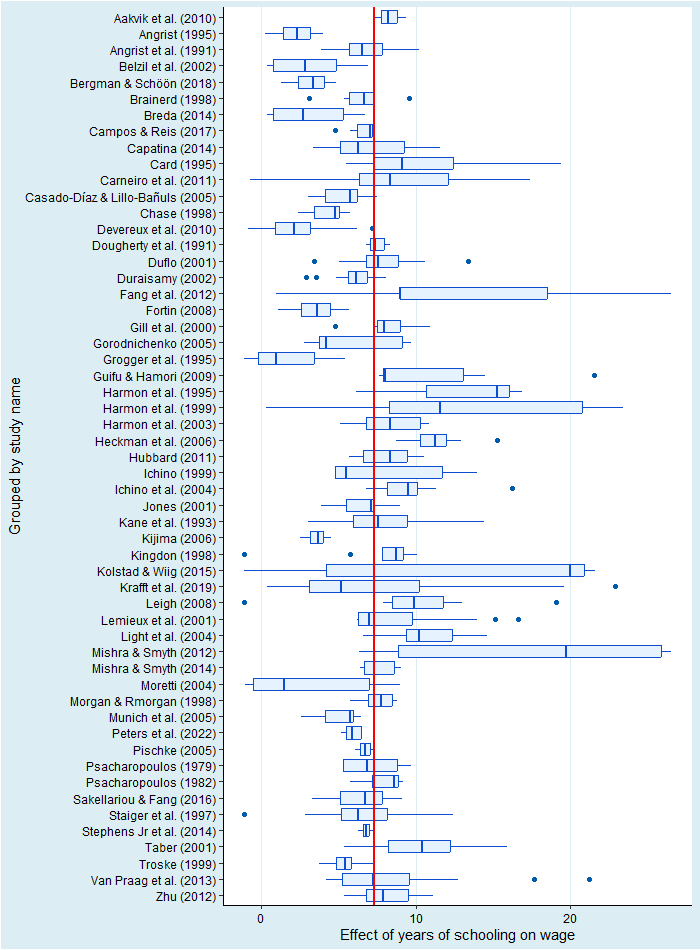 Aakvik et al. (2010)
Angrist (1995)
Angrist et al. (1991)
Belzil et al. (2002)
Bergman & Schöön (2018)
Brainerd (1998)
Breda (2014)
Campos & Reis (2017)
Capatina (2014)
Card (1995)
Carneiro et al. (2011)
Casado-Díaz & Lillo-Bañuls (2005)
Chase (1998)
Devereux et al. (2010)
Dougherty et al. (1991)
Duflo (2001)
Duraisamy (2002)
Fang et al. (2012)
Fortin (2008)
Gill et al. (2000)
Gorodnichenko (2005)
Grogger et al. (1995)
Guifu & Hamori (2009)
Harmon et al. (1995)
Harmon et al. (1999)
Harmon et al. (2003)
Heckman et al. (2006)
Hubbard (2011)
Ichino (1999)
Ichino et al. (2004)
Jones (2001)
Kane et al. (1993)
Kijima (2006)
Kingdon (1998)
Kolstad & Wiig (2015)
Krafft et al. (2019)
Leigh (2008)
Lemieux et al. (2001)
Light et al. (2004)
Mishra & Smyth (2012)
Mishra & Smyth (2014)
Moretti (2004)
Morgan & Rmorgan (1998)
Munich et al. (2005)
Peters et al. (2022)
Pischke (2005)
Psacharopoulos (1979)
Psacharopoulos (1982)
Sakellariou & Fang (2016)
Staiger et al. (1997)
Stephens Jr et al. (2014)
Taber (2001)
Troske (1999)
Van Praag et al. (2013)
Zhu (2012)
Grouped by study name
0 10 20
Effect of years of schooling on wage